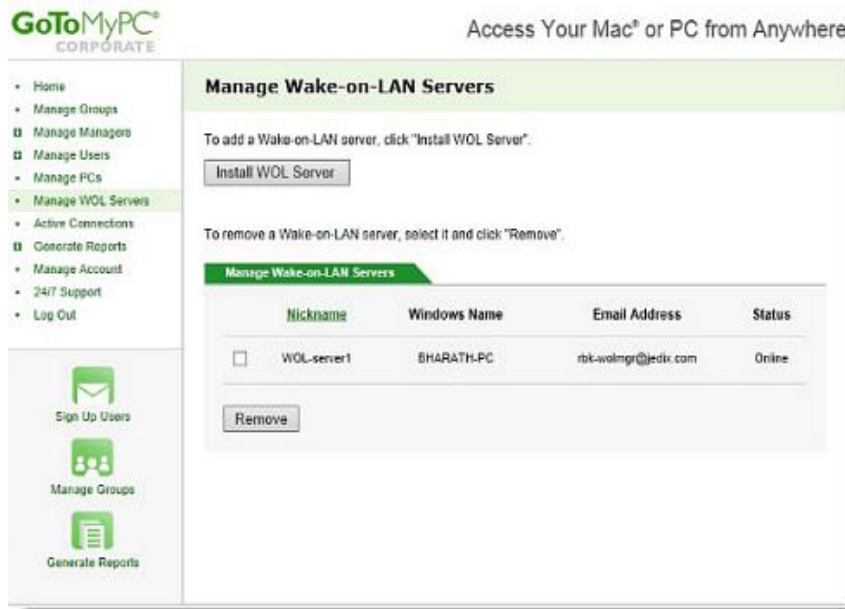 GoToMyPC®
CORPORATE
Access Your Mac® or PC from Anywhere
Home
Manage Groups
Manage Managers
Manage Users
Manage PCs
Manage WOL Servers
Active Connections
Generate Reports
Manage Account
24/7 Support
Log Out
Sign Up Users
Manage Groups
Generate Reports
Manage Wake-on-LAN Servers
To add a Wake-on-LAN server, click "Install WOL Server".
Install WOL Server
To remove a Wake-on-LAN server, select it and click "Remove".
Manage Wake-on-LAN Servers
Nickname Windows Name Email Address Status
WOL-server1 BHARATH-PC rbk-wolmgr@jedix.com Online
Remove